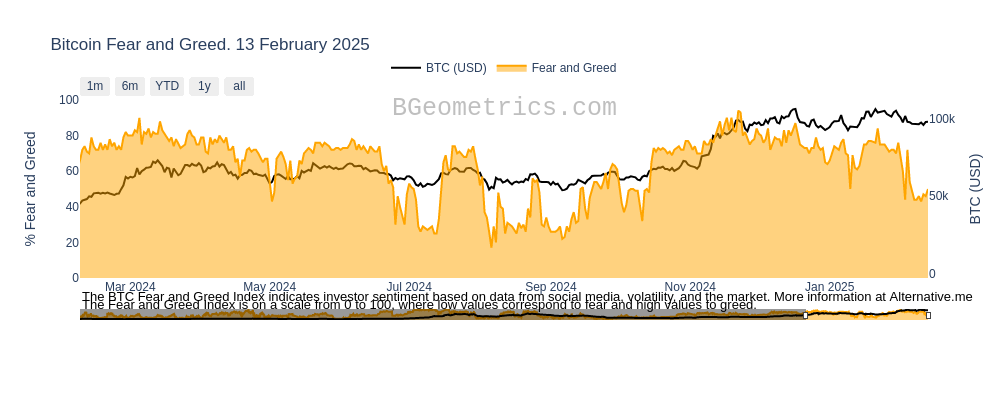 Bitcoin Fear and Greed. 13 February 2025
BTC (USD) Fear and Greed
1m 6m YTD 1y all
BGeometrics.com
100
80
60
40
20
0
% Fear and Greed
100k
50k
0
BTC (USD)
Mar 2024 May 2024 Jul 2024 Sep 2024 Nov 2024 Jan 2025
The BTC Fear and Greed Index indicates investor sentiment based on data from social media, volatility, and the market. More information at Alternative.me
The Fear and Greed Index is on a scale from 0 to 100, where low values correspond to fear and high values to greed.